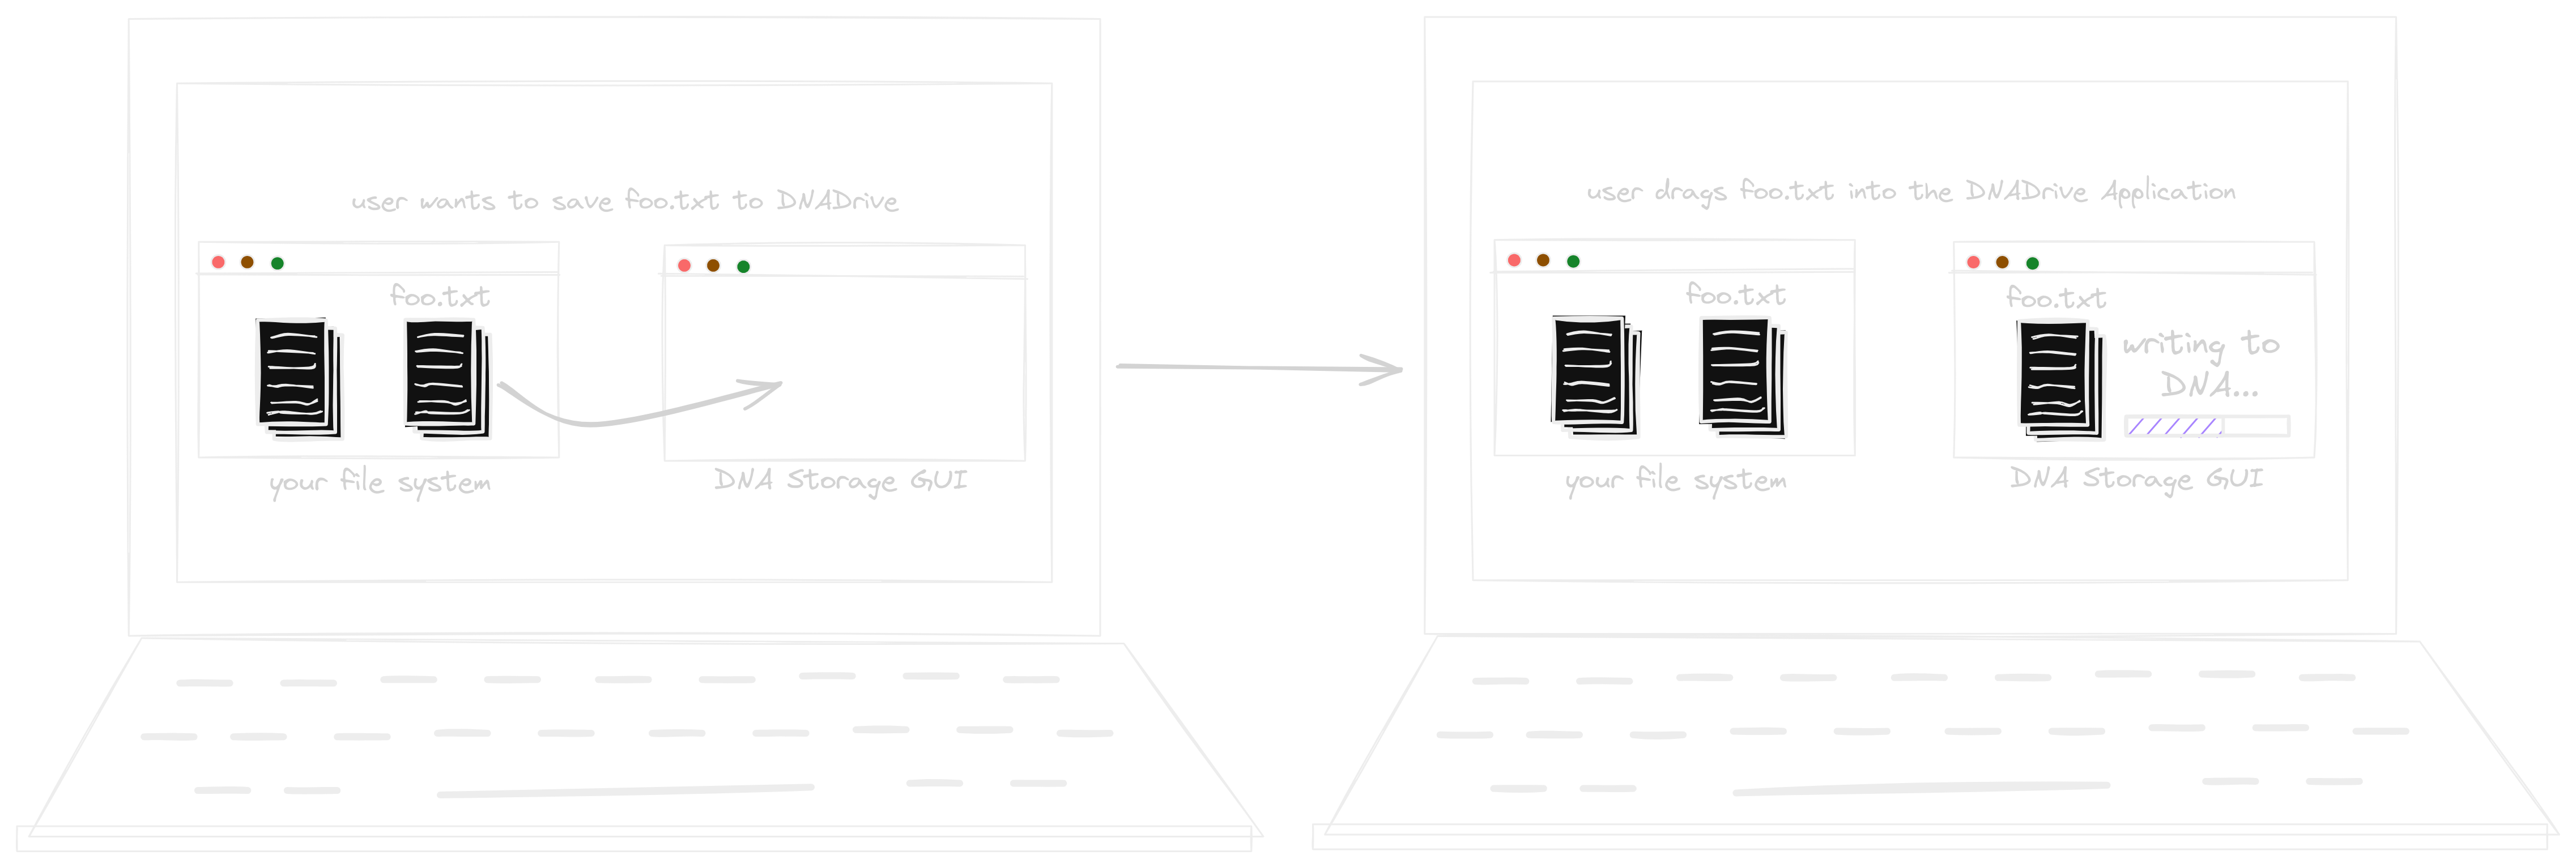 user wants to save foo.txt to DNADrive
foo.txt
your file system
DNA Storage GUI
user drags foo.txt into the DNADrive Application
foo.txt
your file system
foo.txt
writing to
DNA...
DNA Storage GUI